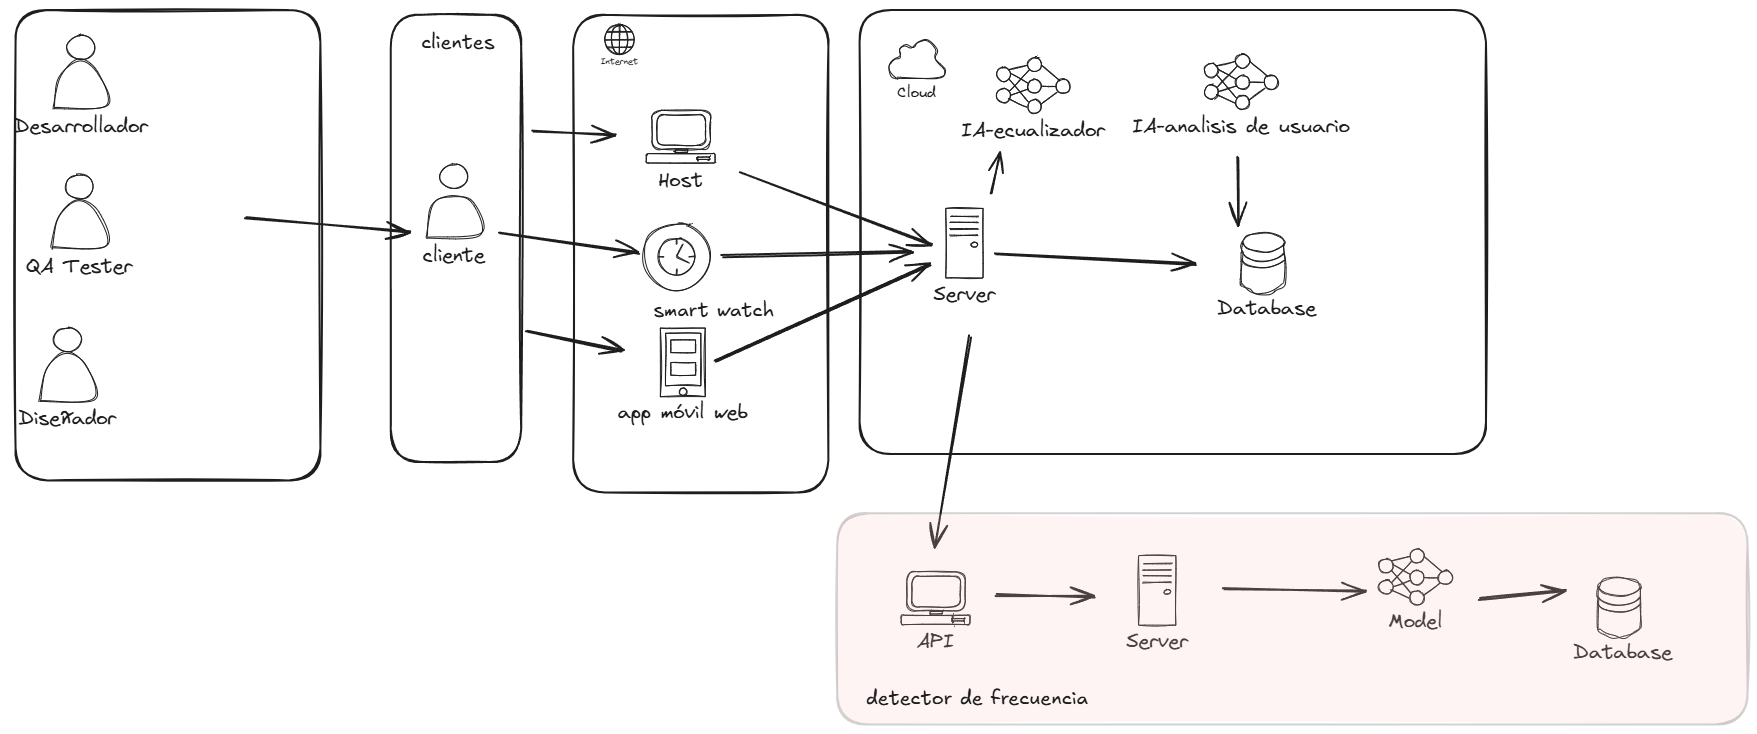 Desarrollador
QA Tester
Diseñador
clientes
cliente
Internet
Host
smart watch
app móvil web
Cloud
IA-ecualizador
IA-analisis de usuario
Server
Database
API
Server
Model
Database
detector de frecuencia